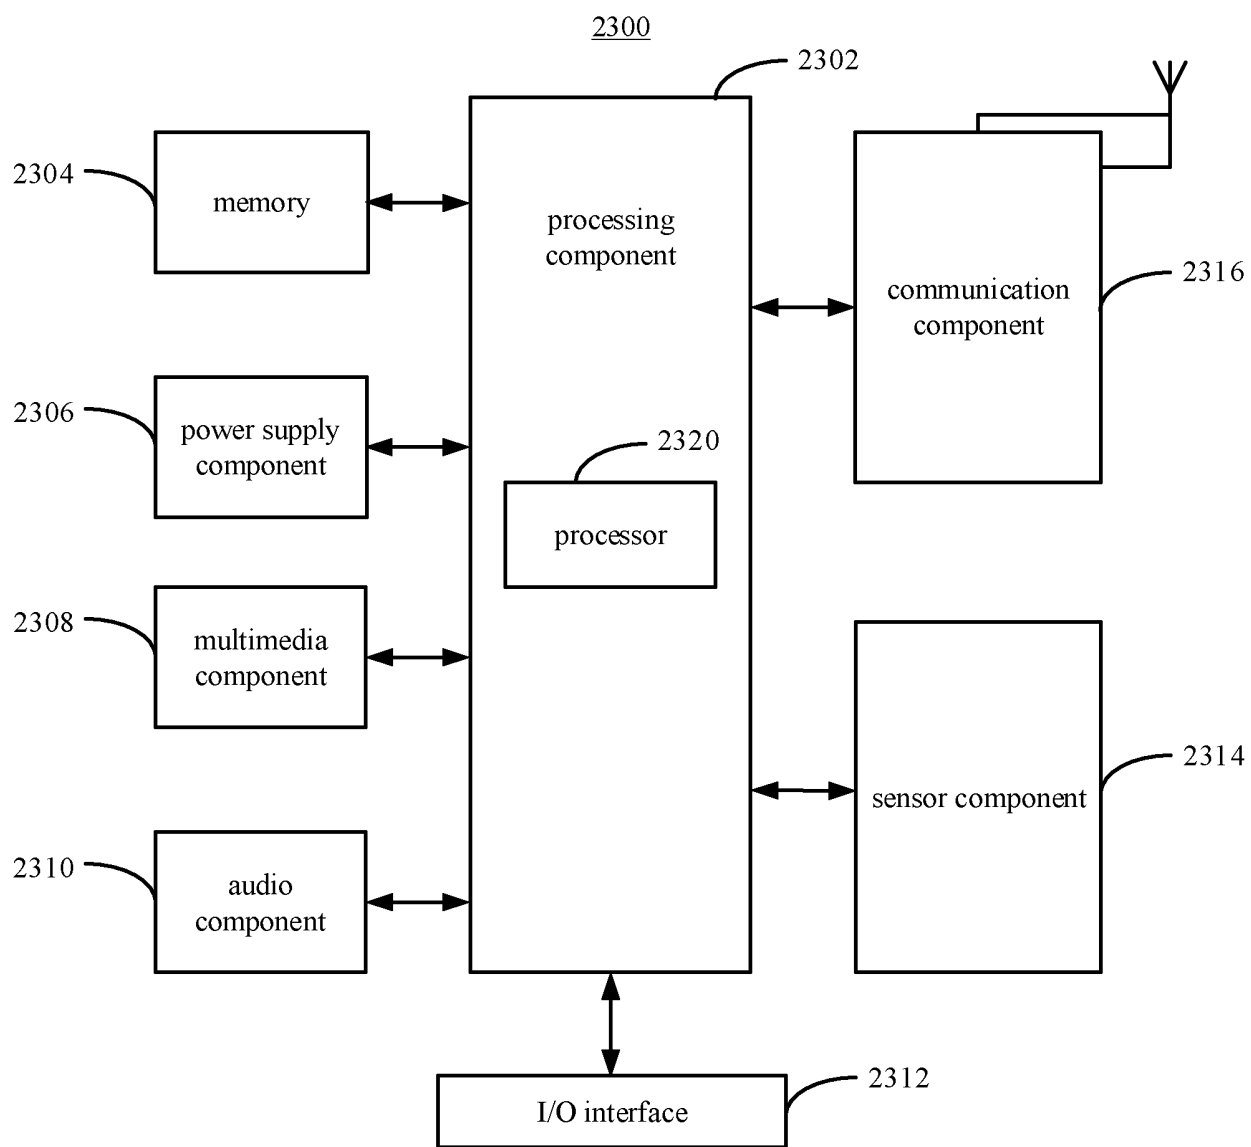 2300
2302
2304
memory
processing
component
communication
component
2316
2306
power supply
component
2320
processor
2308
multimedia
component
2314
sensor component
2310
audio
component
2312
I/O interface